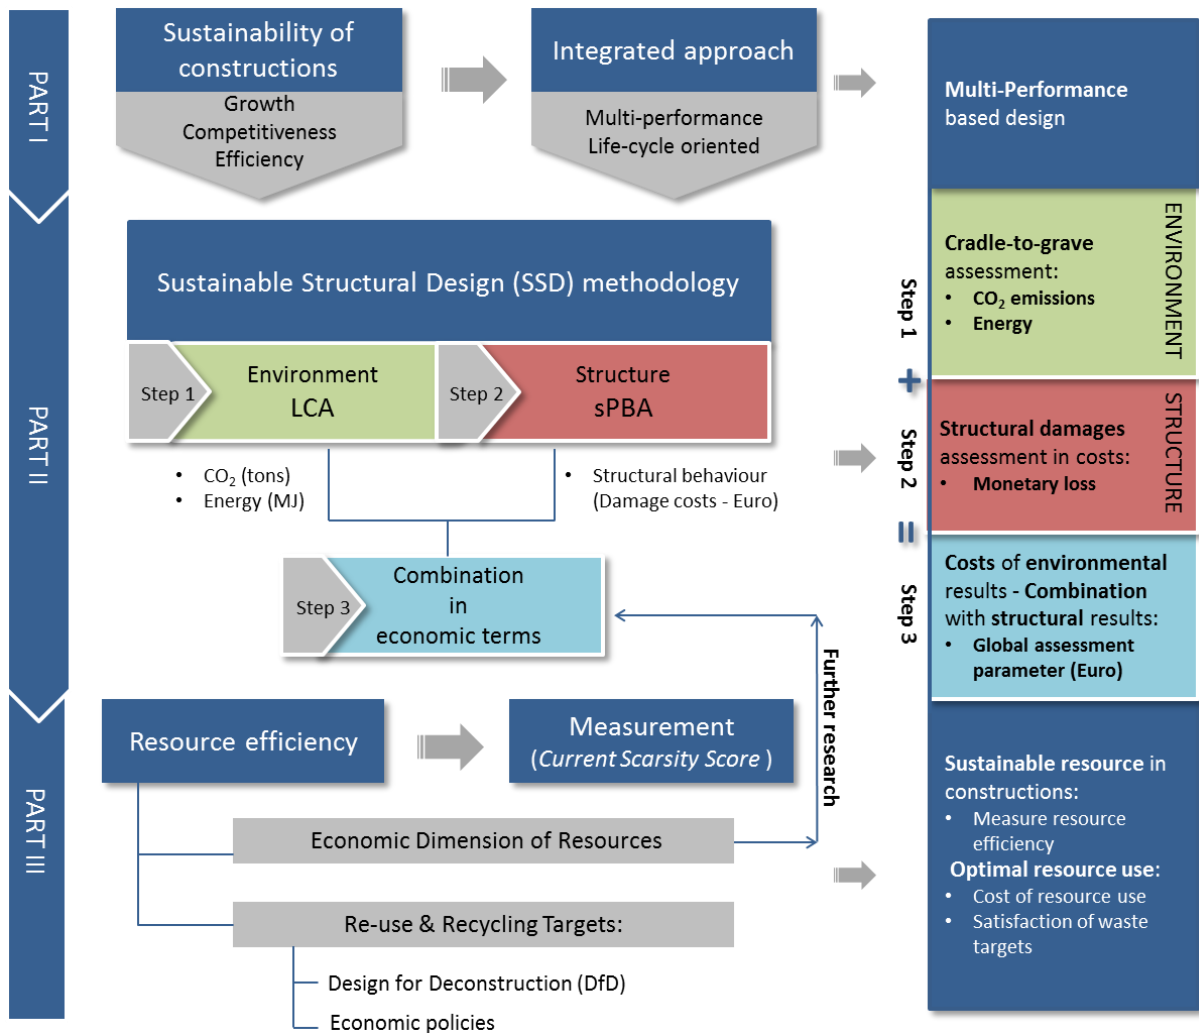 PART I
Sustainability of
constructions
Growth
Competitiveness
Efficiency
Integrated approach
Multi-performance
Life-cycle oriented
Multi-Performance
based design
PART II
Sustainable Structural Design (SSD) methodology
Step 1
Environment
LCA
Step 2
Structure
sPBA
• CO₂ (tons)
• Energy (MJ)
• Structural behaviour
(Damage costs - Euro)
Step 3
Combination
in
economic terms
Step 1
+
Step 2
=
Step 3
ENVIRONMENT
Cradle-to-grave
assessment:
• CO₂ emissions
• Energy
STRUCTURE
Structural damages
assessment in costs:
• Monetary loss
Costs of environmental
results - Combination
with structural results:
• Global assessment
parameter (Euro)
PART III
Resource efficiency
Measurement
(Current Scarsity Score )
Further research
Economic Dimension of Resources
Re-use & Recycling Targets:
Design for Deconstruction (DfD)
Economic policies
Sustainable resource in
constructions:
• Measure resource
efficiency
Optimal resource use:
• Cost of resource use
• Satisfaction of waste
targets